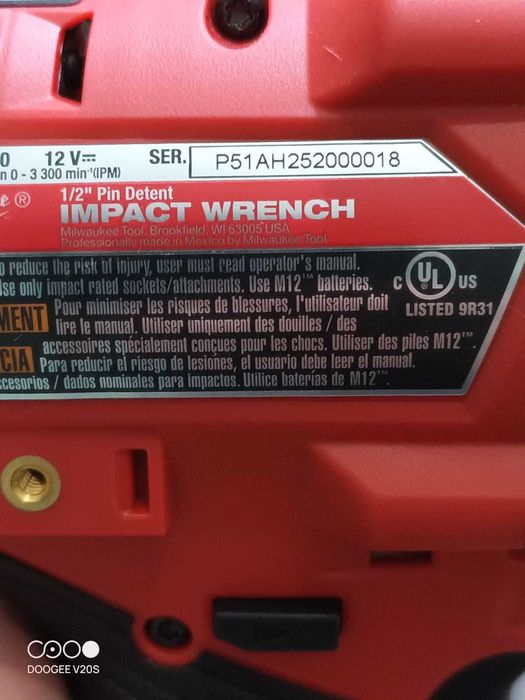 0 12 V⎓ SER. P51AH252000018
n 0 - 3 300 min⁻¹(IPM)
® 1/2" Pin Detent
IMPACT WRENCH
Milwaukee Tool, Brookfield, WI 53005 USA
Professionally made in Mexico by Milwaukee Tool
o reduce the risk of injury, user must read operator's manual.
Use only impact rated sockets/attachments. Use M12™ batteries.
C UL US
LISTED 9R31
MENT Pour minimiser les risques de blessures, l'utilisateur doit
lire le manual. Utiliser uniquement des douilles / des
accessoires spécialement conçues pour les chocs. Utiliser des piles M12™.
CIA Para reducir el riesgo de lesiones, el usuario debe leer el manual.
ccesorios / dados nominales para impactos. Utilice baterías de M12™.
DOOGEE V20S